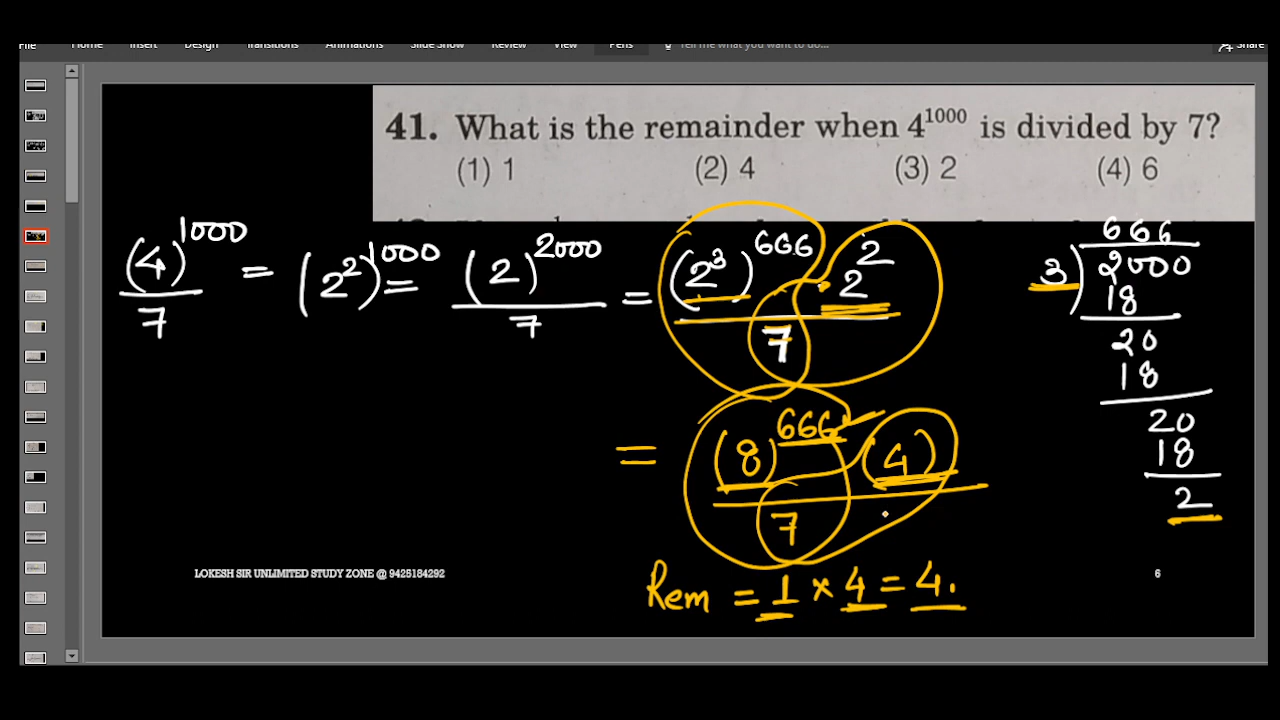 File Home Insert Design Transitions Animations Slide Show Review View Pens Tell me what you want to do... Share
41. What is the remainder when 4^1000 is divided by 7?
(1) 1 (2) 4 (3) 2 (4) 6
(4)^1000 / 7 = (2^2)^1000 = (2)^2000 / 7 = (2^3)^666 · 2^2 / 7
666
3) 2000
18
20
18
20
18
2
= (8)^666 (4) / 7
Rem = 1 × 4 = 4.
LOKESH SIR UNLIMITED STUDY ZONE @ 9425184292
6